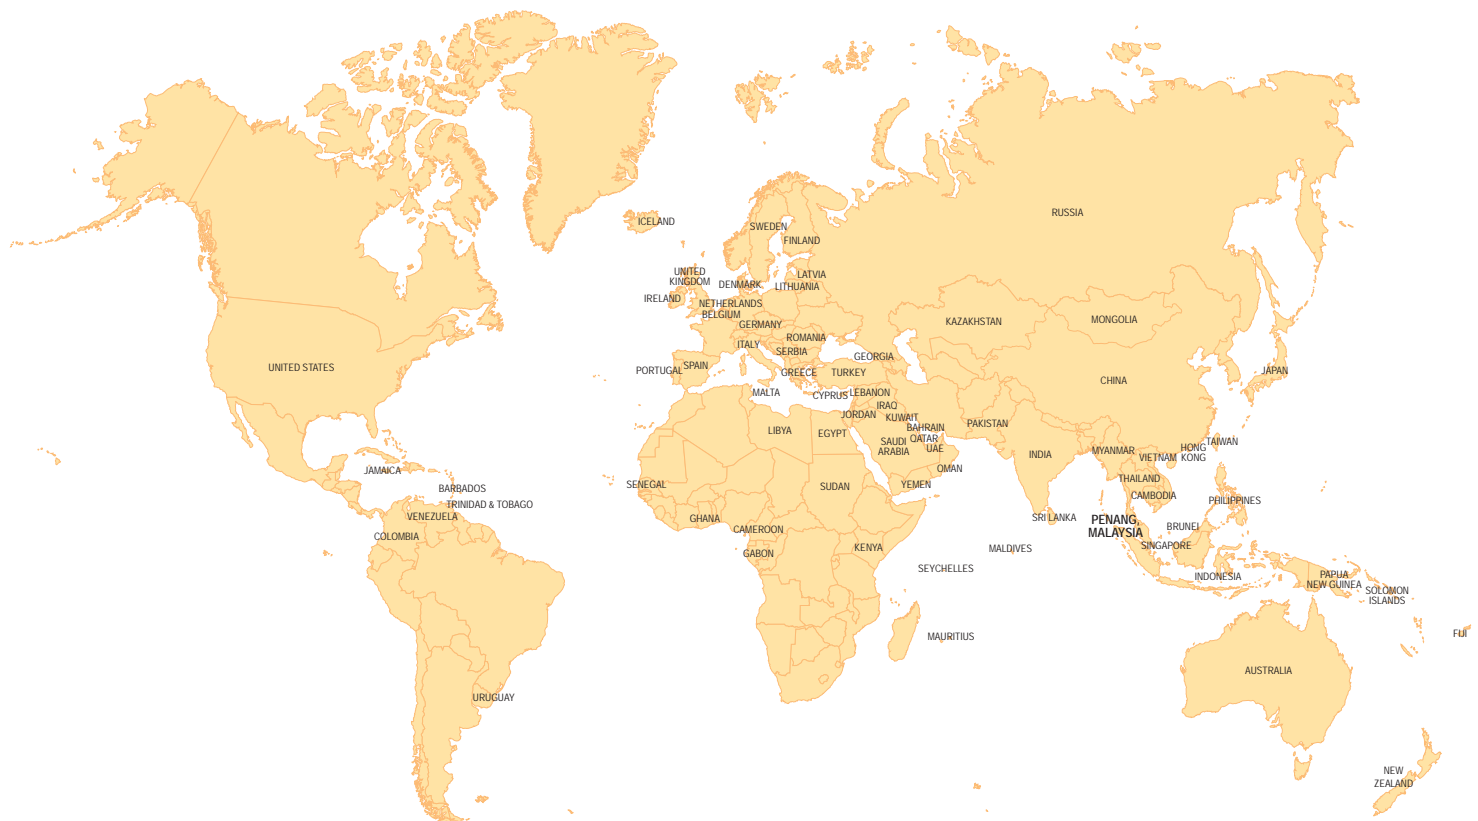 RUSSIA
ICELAND
SWEDEN
FINLAND
UNITED
KINGDOM
LATVIA
DENMARK
LITHUANIA
IRELAND
NETHERLANDS
BELGIUM
GERMANY
KAZAKHSTAN
MONGOLIA
ROMANIA
ITALY
SERBIA
GEORGIA
UNITED STATES
PORTUGAL
SPAIN
GREECE
TURKEY
JAPAN
CHINA
MALTA
CYPRUS
LEBANON
IRAQ
JORDAN
KUWAIT
PAKISTAN
LIBYA
EGYPT
BAHRAIN
SAUDI
ARABIA
QATAR
UAE
TAIWAN
HONG
KONG
INDIA
MYANMAR
VIETNAM
JAMAICA
OMAN
THAILAND
SENEGAL
SUDAN
YEMEN
BARBADOS
CAMBODIA
PHILIPPINES
TRINIDAD & TOBAGO
VENEZUELA
GHANA
SRI LANKA
PENANG,
MALAYSIA
CAMEROON
BRUNEI
COLOMBIA
KENYA
MALDIVES
SINGAPORE
GABON
SEYCHELLES
INDONESIA
PAPUA
NEW GUINEA
SOLOMON
ISLANDS
MAURITIUS
FIJI
AUSTRALIA
URUGUAY
NEW
ZEALAND